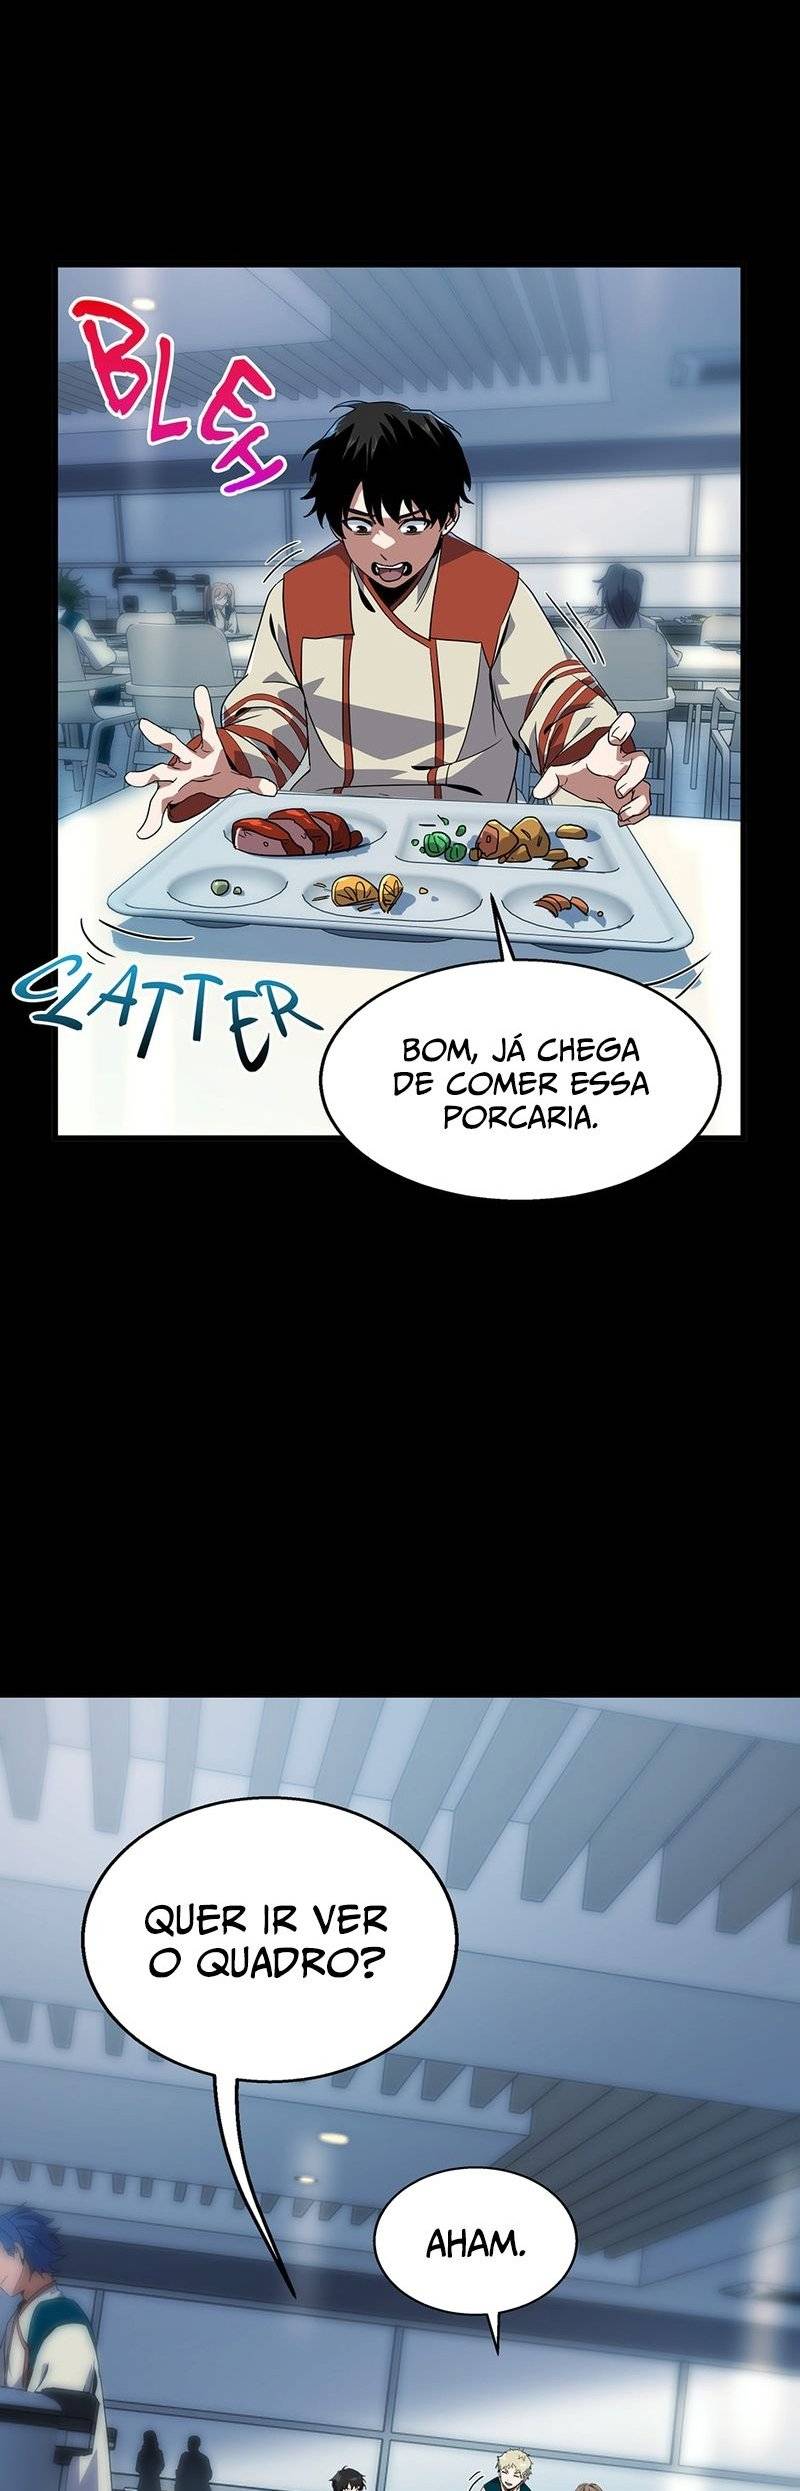 BLEH
CLATTER
BOM, JÁ CHEGA
DE COMER ESSA
PORCARIA.
QUER IR VER
O QUADRO?
AHAM.